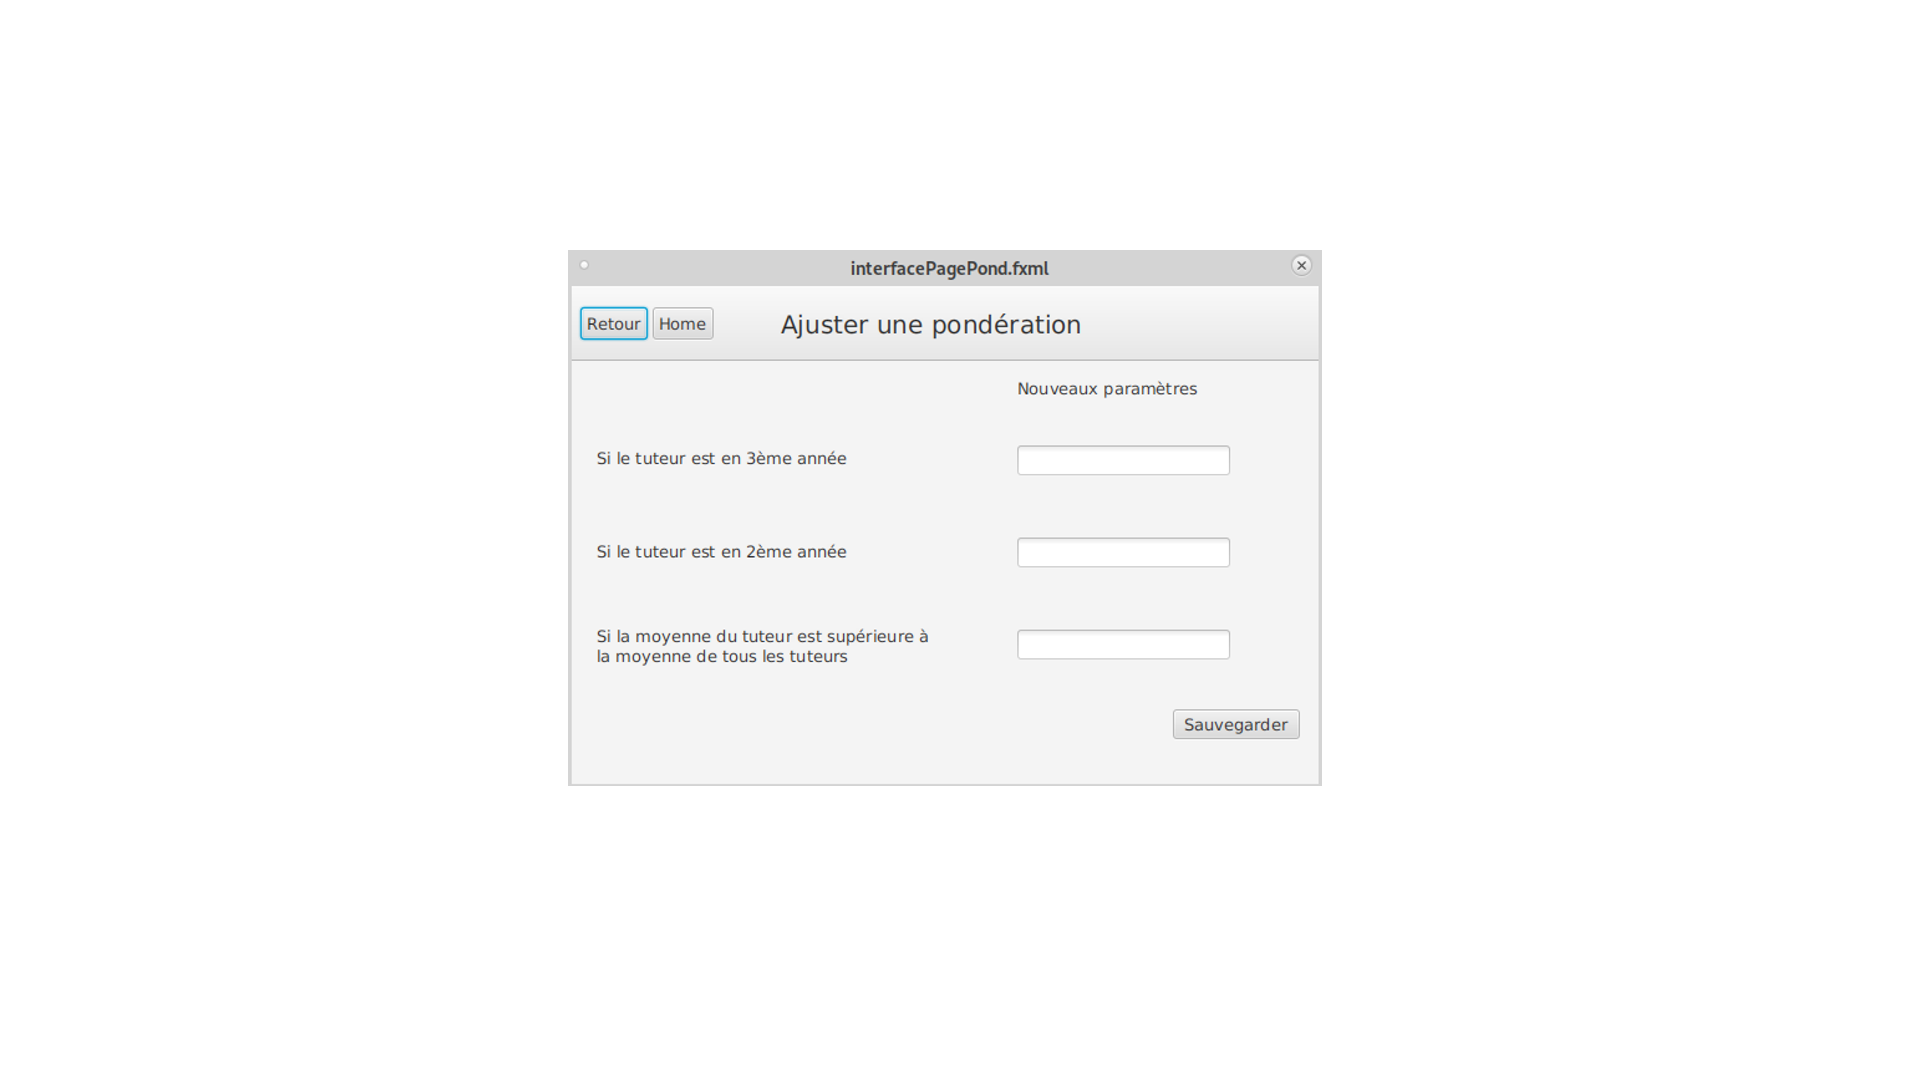 interfacePagePond.fxml
Retour
Home
Ajuster une pondération
Nouveaux paramètres
Si le tuteur est en 3ème année
Si le tuteur est en 2ème année
Si la moyenne du tuteur est supérieure à
la moyenne de tous les tuteurs
Sauvegarder